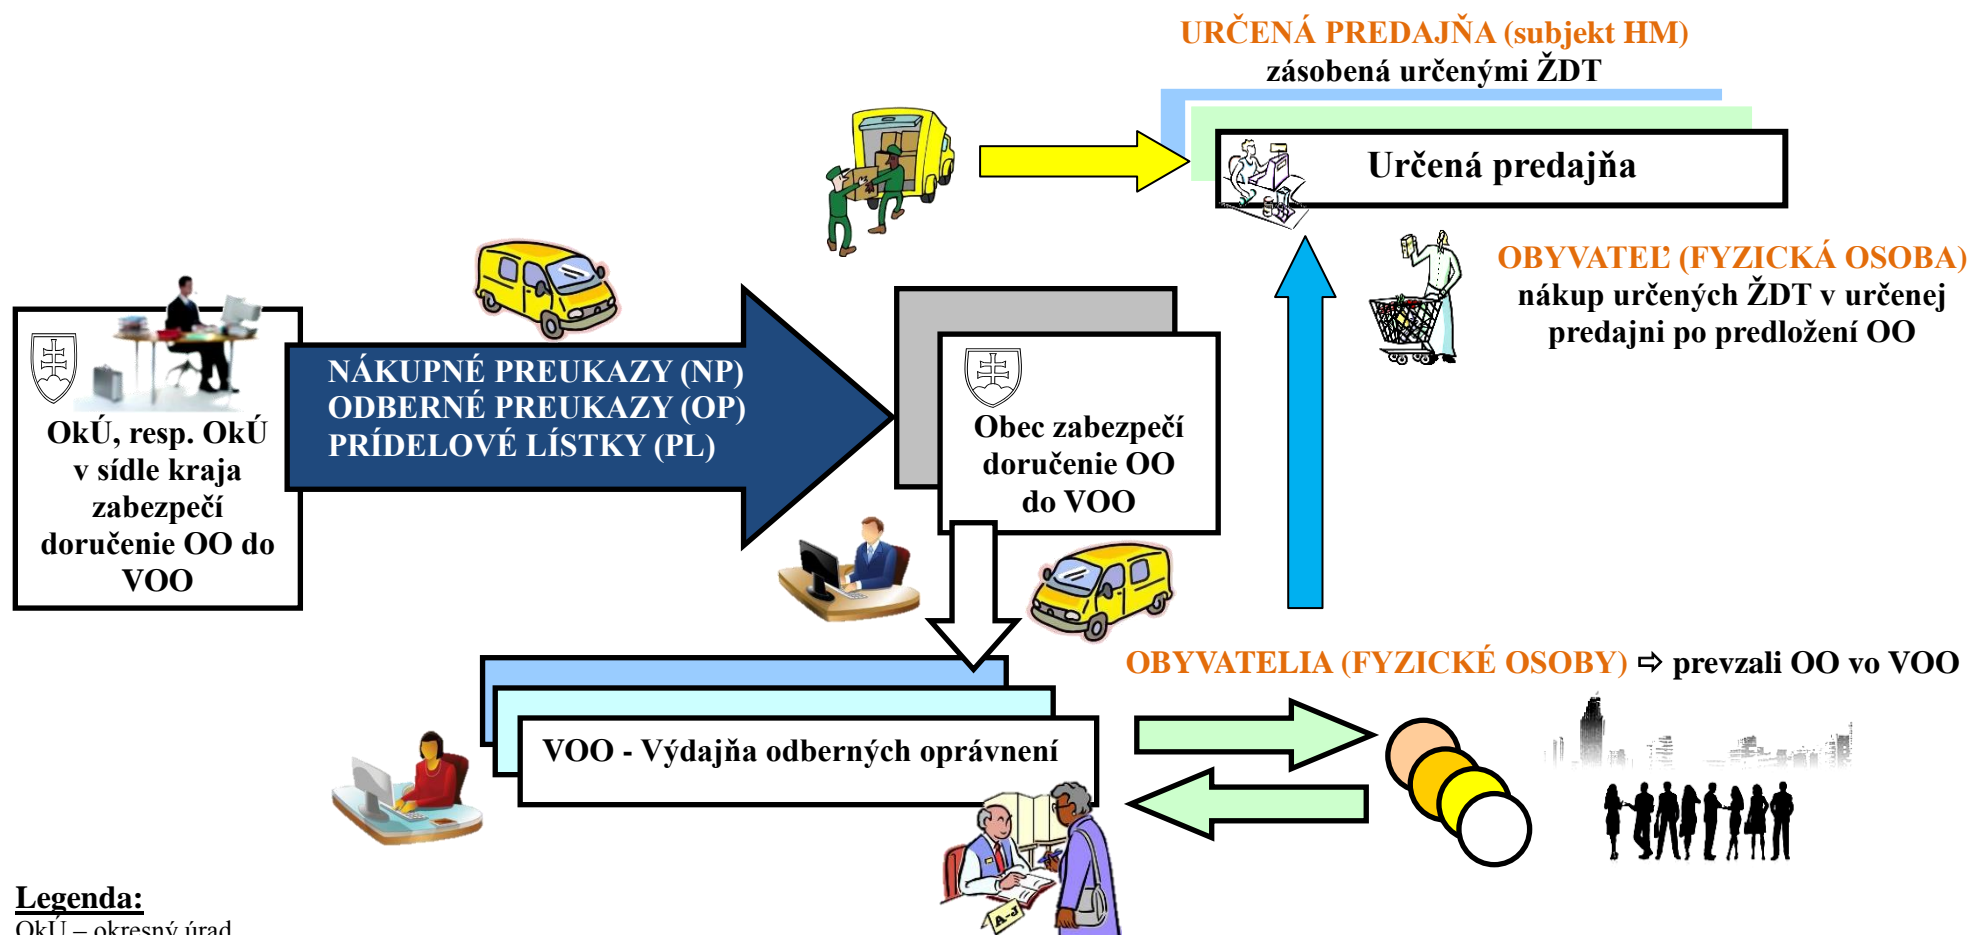 URČENÁ PREDAJŇA (subjekt HM)
zásobená určenými ŽDT
Určená predajňa
OBYVATEĽ (FYZICKÁ OSOBA)
nákup určených ŽDT v určenej
predajni po predložení OO
OkÚ, resp. OkÚ
v sídle kraja
zabezpečí
doručenie OO do
VOO
NÁKUPNÉ PREUKAZY (NP)
ODBERNÉ PREUKAZY (OP)
PRÍDELOVÉ LÍSTKY (PL)
Obec zabezpečí
doručenie OO
do VOO
OBYVATELIA (FYZICKÉ OSOBY) ⇨ prevzali OO vo VOO
VOO - Výdajňa odberných oprávnení
A-J
Legenda:
OkÚ – okresný úrad